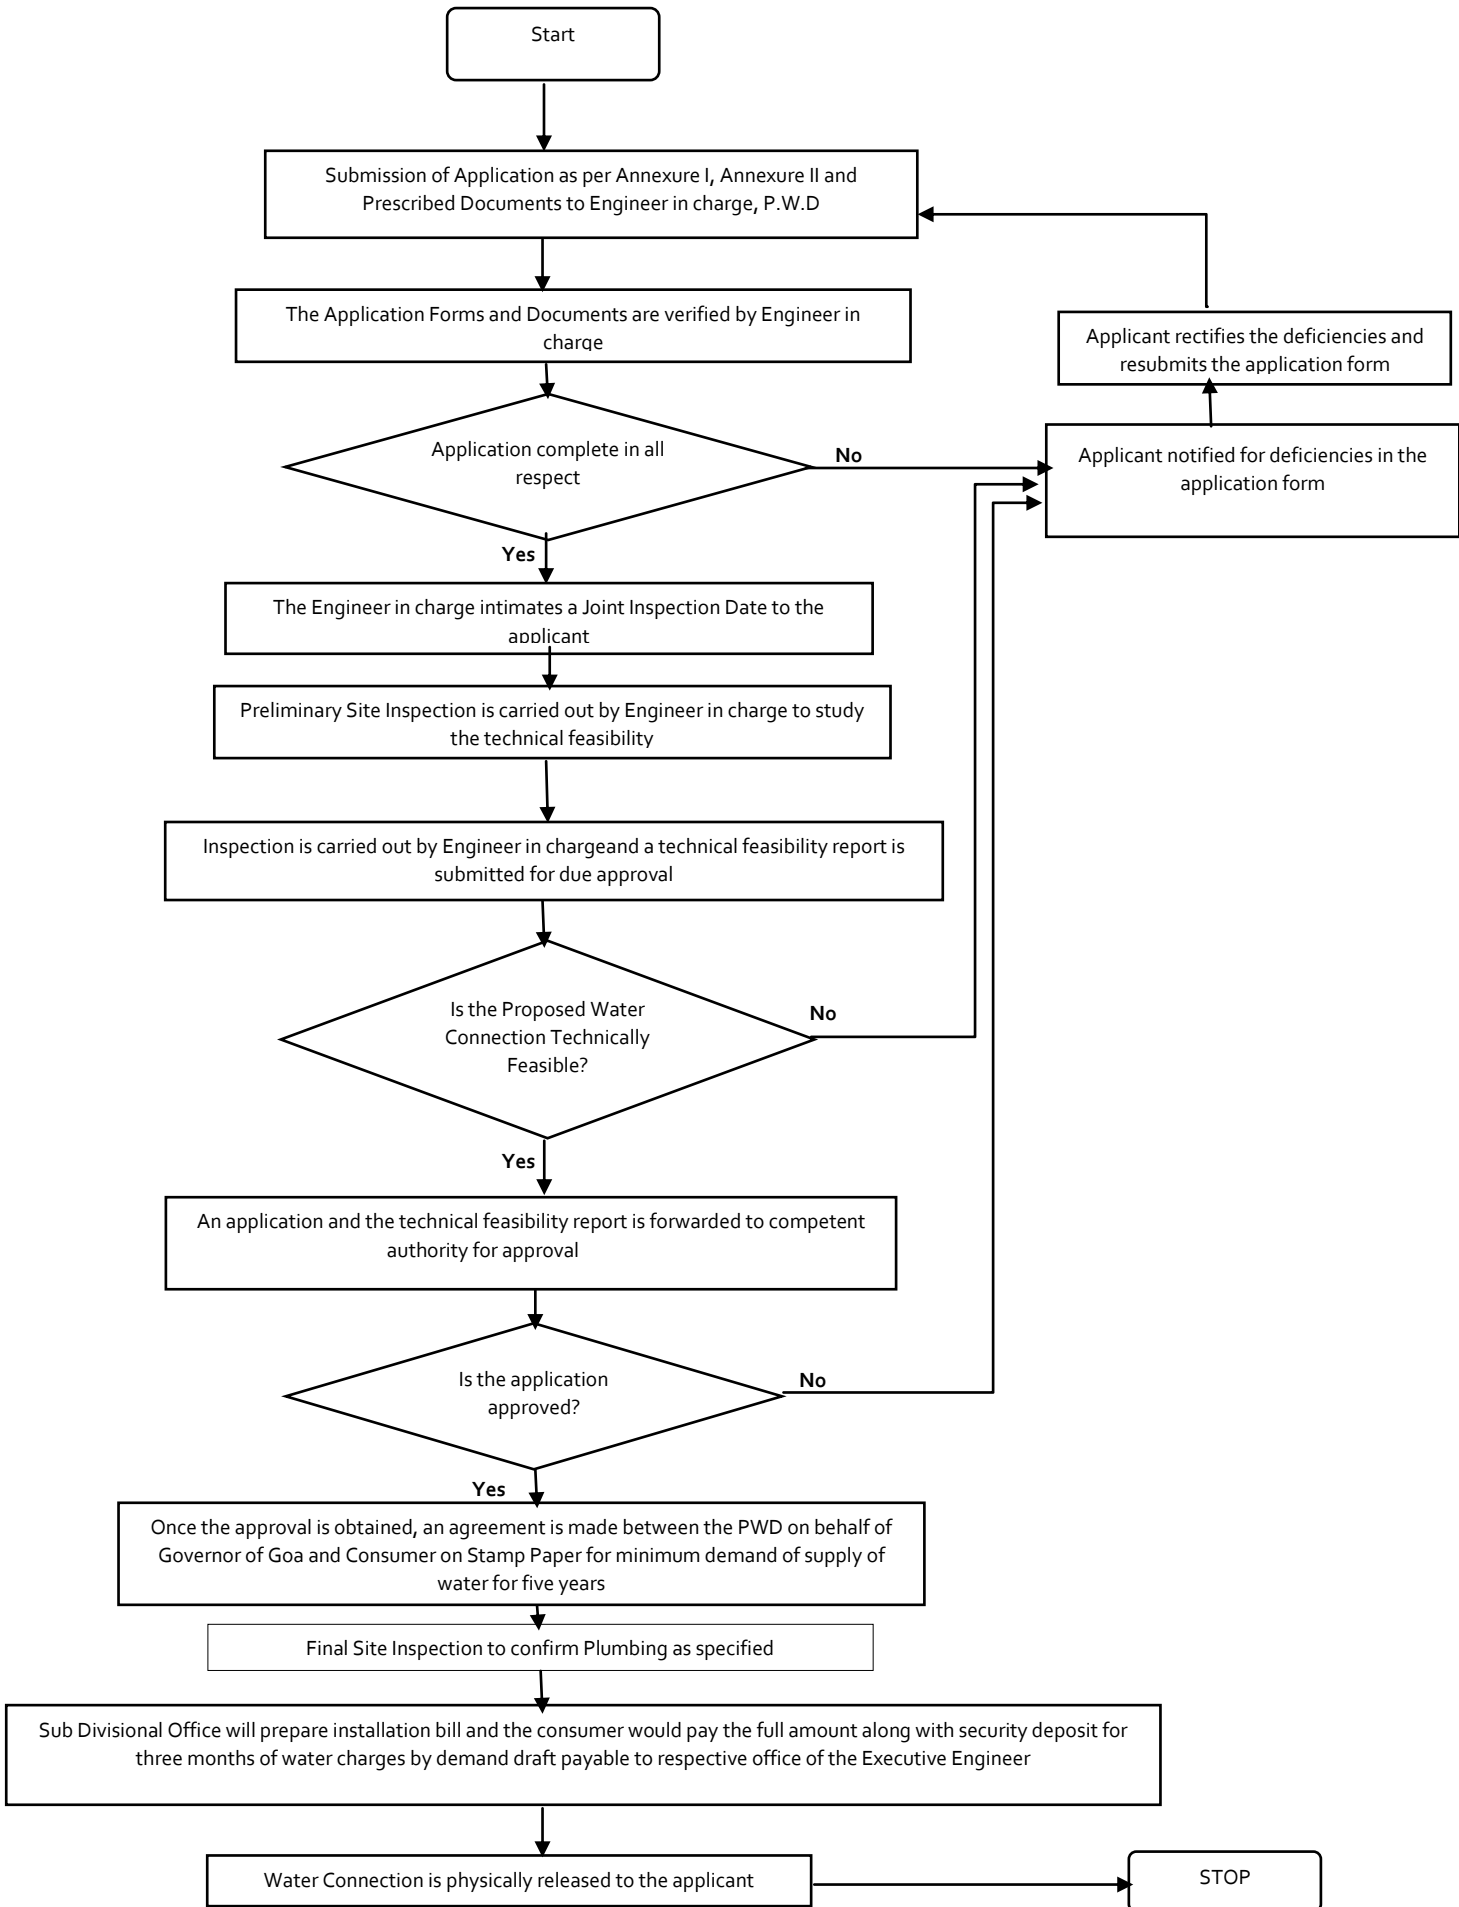 Start
Submission of Application as per Annexure I, Annexure II and
Prescribed Documents to Engineer in charge, P.W.D
The Application Forms and Documents are verified by Engineer in
charge
Applicant rectifies the deficiencies and
resubmits the application form
Application complete in all
respect
No
Applicant notified for deficiencies in the
application form
Yes
The Engineer in charge intimates a Joint Inspection Date to the
applicant
Preliminary Site Inspection is carried out by Engineer in charge to study
the technical feasibility
Inspection is carried out by Engineer in chargeand a technical feasibility report is
submitted for due approval
Is the Proposed Water
Connection Technically
Feasible?
No
Yes
An application and the technical feasibility report is forwarded to competent
authority for approval
Is the application
approved?
No
Yes
Once the approval is obtained, an agreement is made between the PWD on behalf of
Governor of Goa and Consumer on Stamp Paper for minimum demand of supply of
water for five years
Final Site Inspection to confirm Plumbing as specified
Sub Divisional Office will prepare installation bill and the consumer would pay the full amount along with security deposit for
three months of water charges by demand draft payable to respective office of the Executive Engineer
Water Connection is physically released to the applicant
STOP